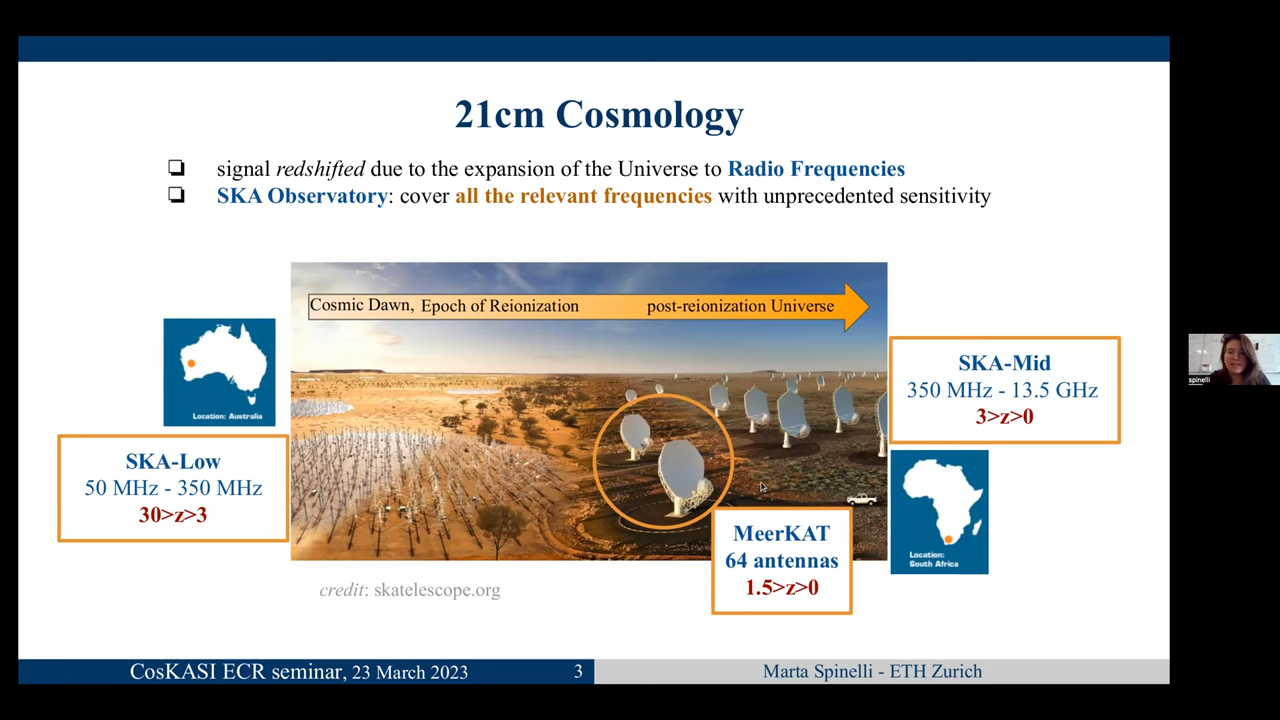 21cm Cosmology
❏ signal redshifted due to the expansion of the Universe to Radio Frequencies
❏ SKA Observatory: cover all the relevant frequencies with unprecedented sensitivity
Cosmic Dawn, Epoch of Reionization
post-reionization Universe
Location: Australia
SKA-Low
50 MHz - 350 MHz
30>z>3
SKA-Mid
350 MHz - 13.5 GHz
3>z>0
Location:
South Africa
MeerKAT
64 antennas
1.5>z>0
credit: skatelescope.org
CosKASI ECR seminar, 23 March 2023
3
Marta Spinelli - ETH Zurich
spinelli